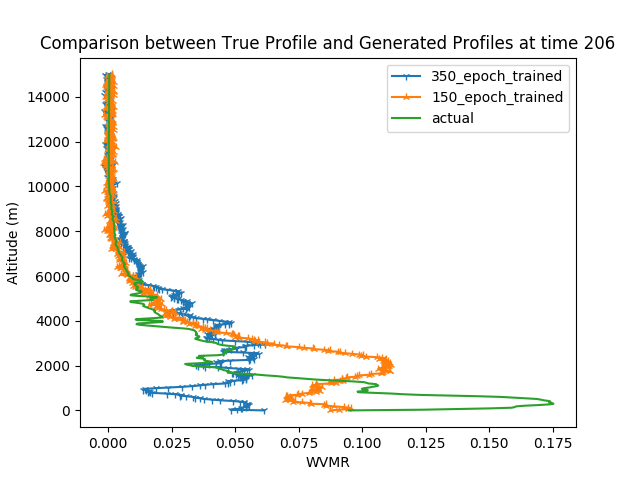 Comparison between True Profile and Generated Profiles at time 206
350_epoch_trained
150_epoch_trained
actual
14000
12000
10000
8000
6000
4000
2000
0
Altitude (m)
0.000 0.025 0.050 0.075 0.100 0.125 0.150 0.175
WVMR